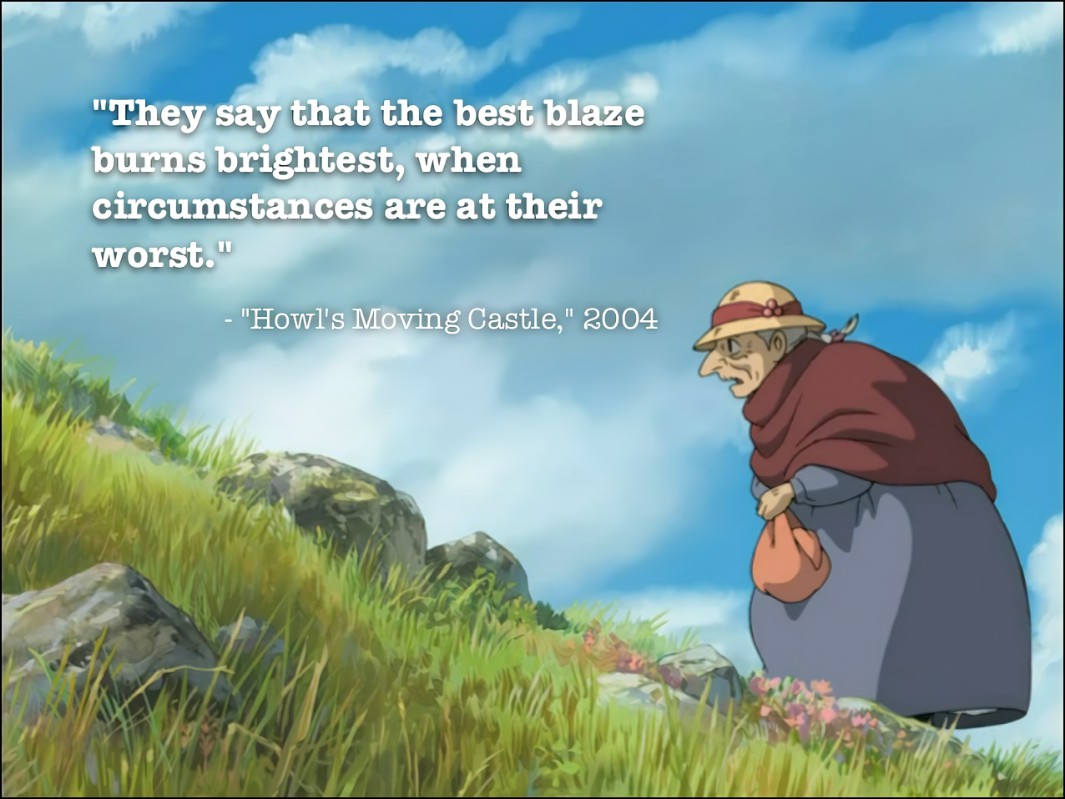 "They say that the best blaze
burns brightest, when
circumstances are at their
worst."
- "Howl's Moving Castle," 2004